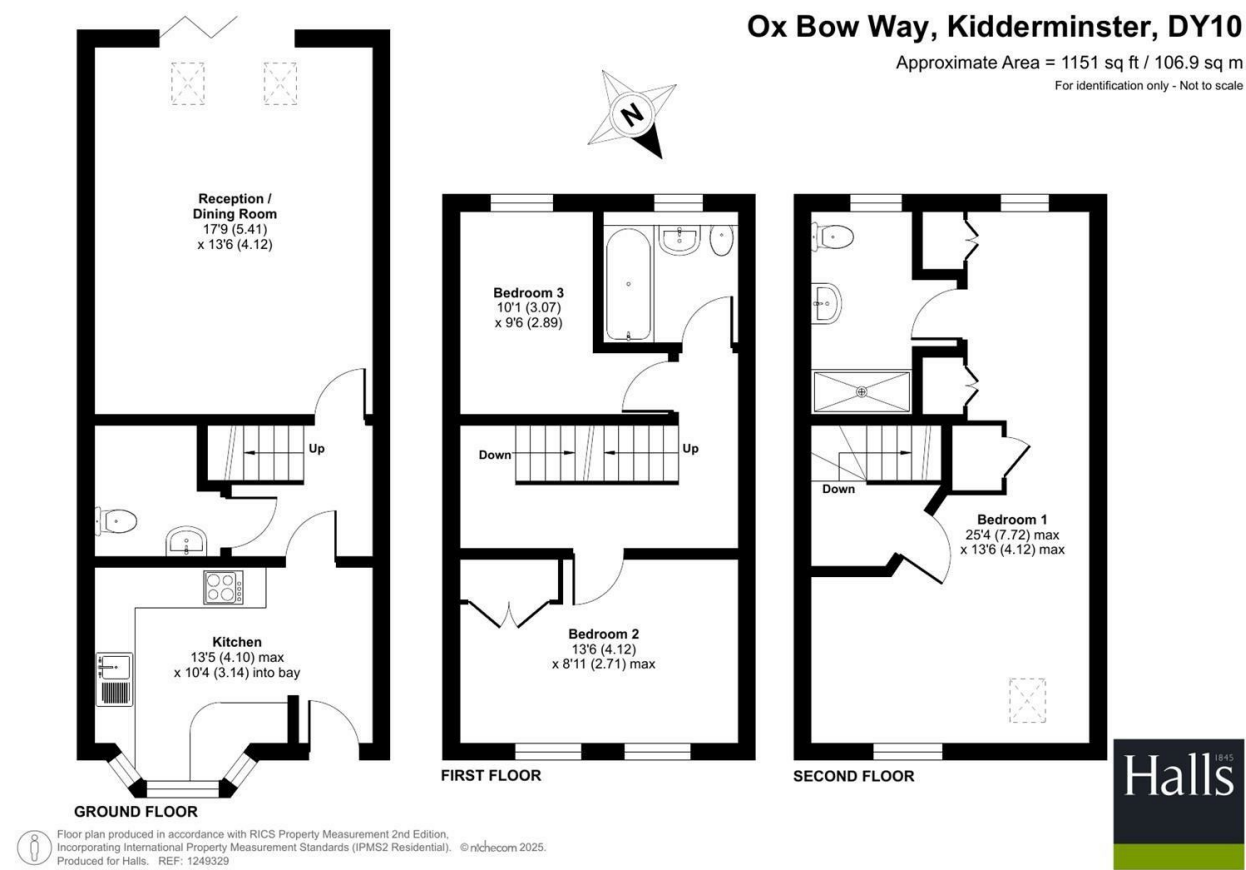 Ox Bow Way, Kidderminster, DY10
Approximate Area = 1151 sq ft / 106.9 sq m
For identification only - Not to scale
N
Reception /
Dining Room
17'9 (5.41)
x 13'6 (4.12)
Up
Kitchen
13'5 (4.10) max
x 10'4 (3.14) into bay
GROUND FLOOR
Bedroom 3
10'1 (3.07)
x 9'6 (2.89)
Down
Up
Bedroom 2
13'6 (4.12)
x 8'11 (2.71) max
FIRST FLOOR
Down
Bedroom 1
25'4 (7.72) max
x 13'6 (4.12) max
SECOND FLOOR
Halls
1845
Floor plan produced in accordance with RICS Property Measurement 2nd Edition,
Incorporating International Property Measurement Standards (IPMS2 Residential). © nichecom 2025.
Produced for Halls. REF: 1249329